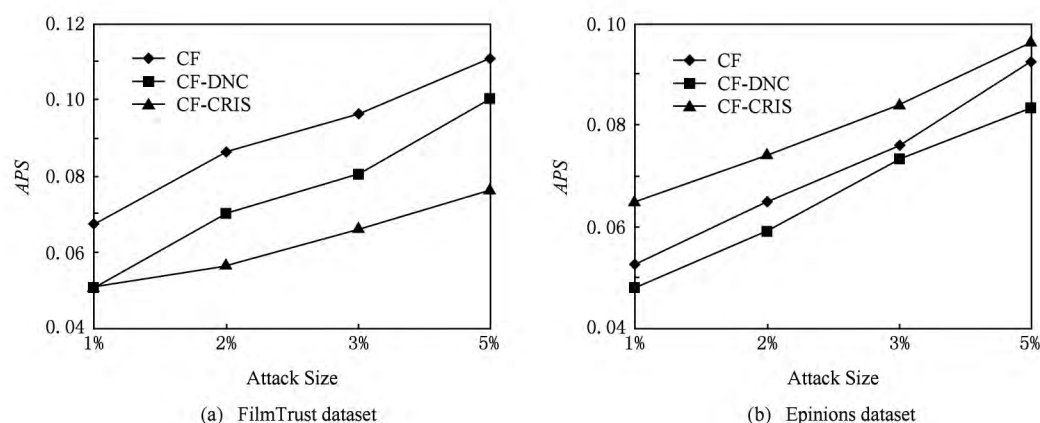 0.12
0.10
0.08
0.06
0.04
APS
CF
CF-DNC
CF-CRIS
1% 2% 3% 5%
Attack Size
(a) FilmTrust dataset
0.10
0.08
0.06
0.04
APS
CF
CF-DNC
CF-CRIS
1% 2% 3% 5%
Attack Size
(b) Epinions dataset